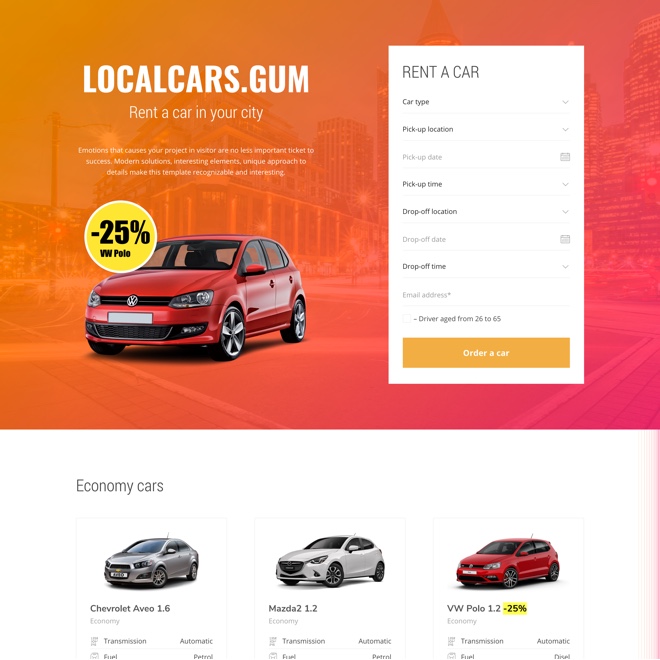 LOCALCARS.GUM
Rent a car in your city
Emotions that causes your project in visitor are no less important ticket to
success. Modern solutions, interesting elements, unique approach to
details make this template recognizable and interesting.
-25%
VW Polo
RENT A CAR
Car type
Pick-up location
Pick-up date
Pick-up time
Drop-off location
Drop-off date
Drop-off time
Email address*
– Driver aged from 26 to 65
Order a car
Economy cars
Chevrolet Aveo 1.6
Economy
Transmission Automatic
Fuel Petrol
Mazda2 1.2
Economy
Transmission Automatic
Fuel Petrol
VW Polo 1.2 -25%
Economy
Transmission Automatic
Fuel Disel